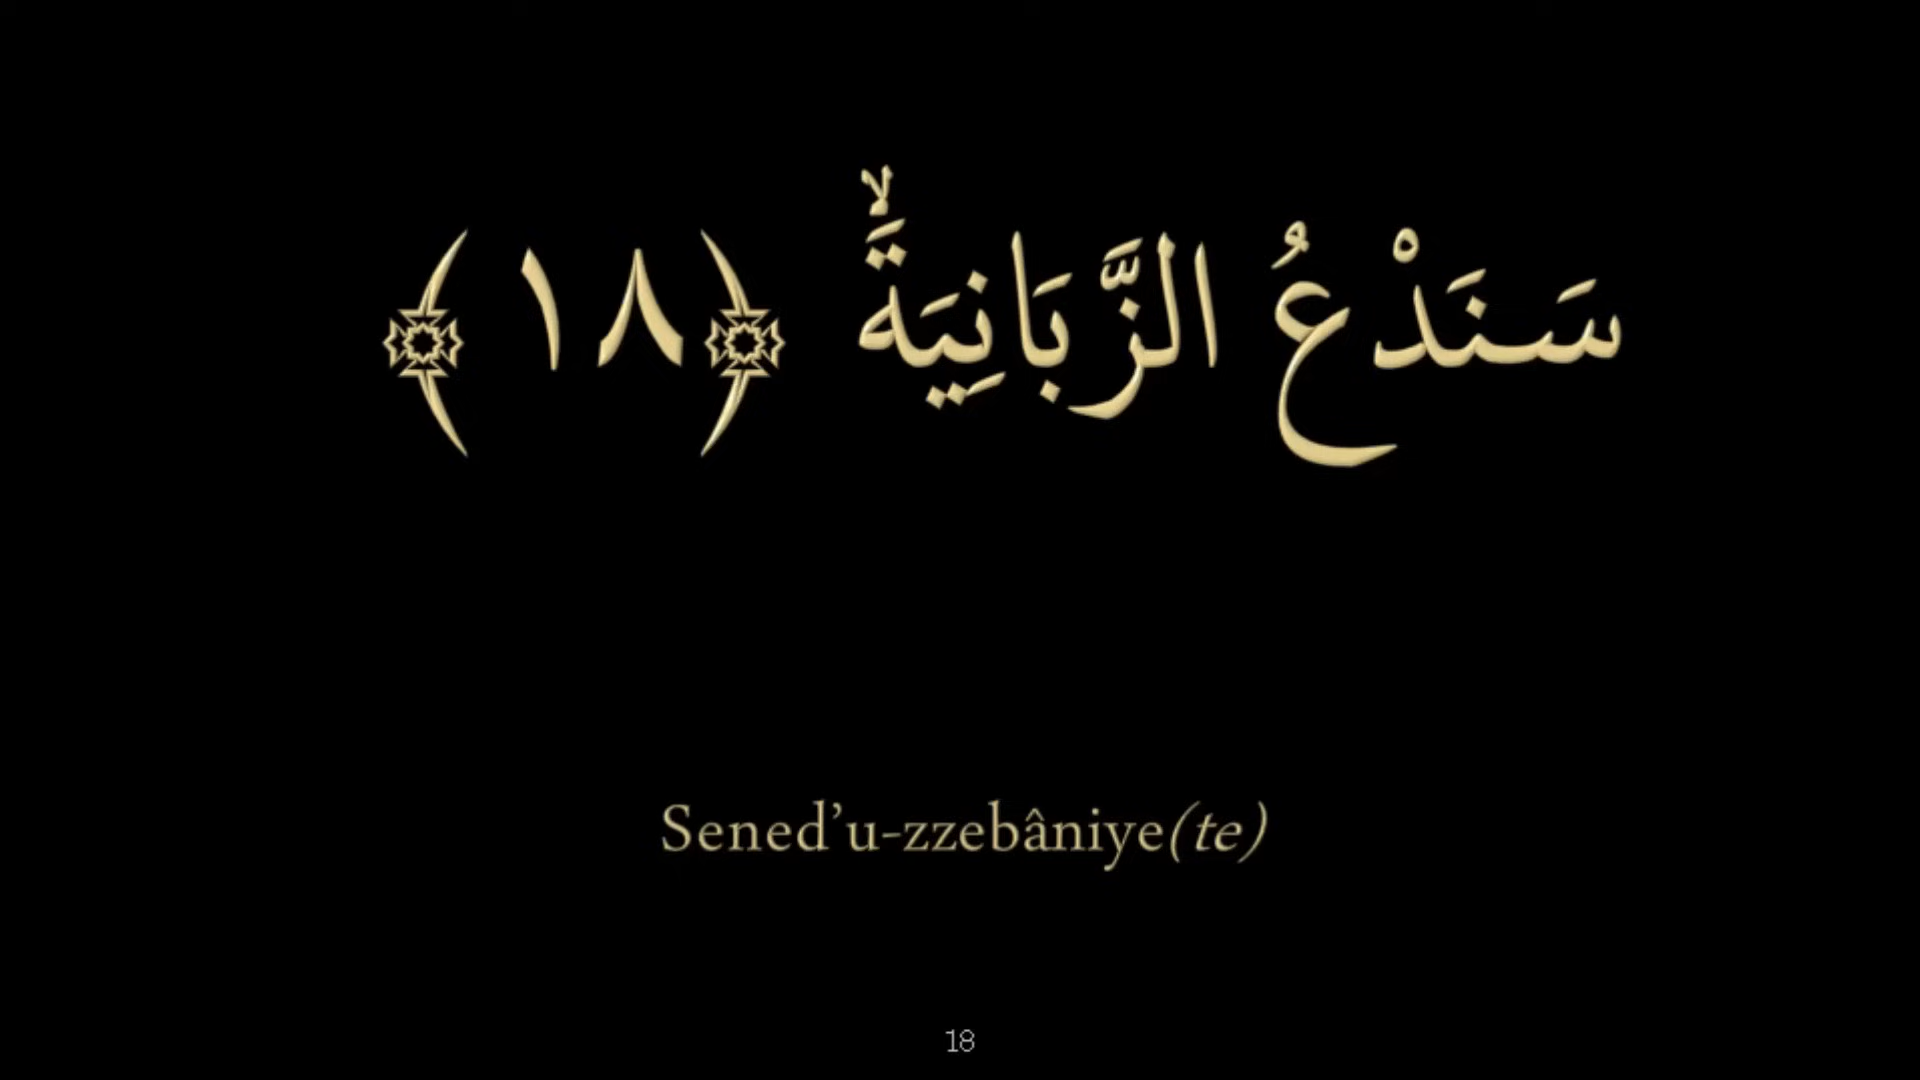 سَنَدْعُ الزَّبَانِيَةَۙ ﴿١٨﴾
Sened’u-zzebâniye(te)
18